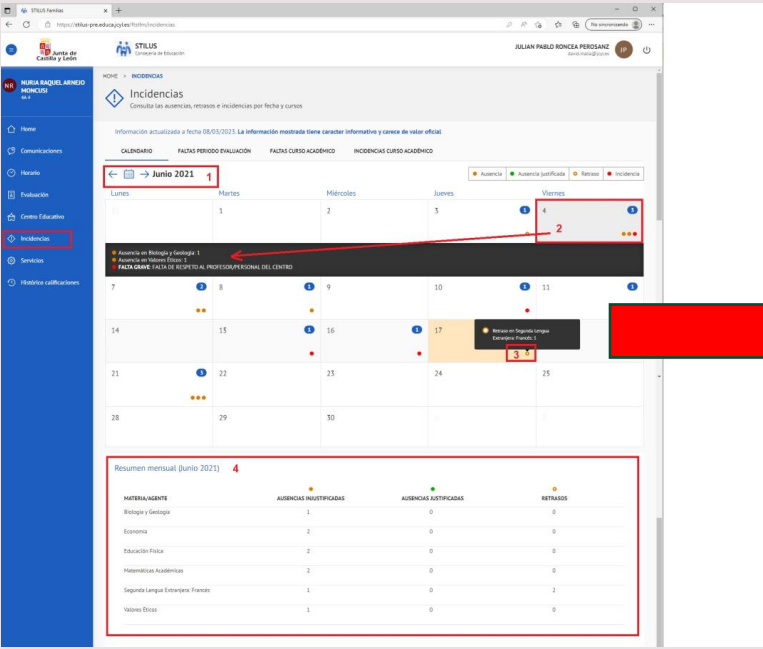 STILUS Familias
https://stilus-pre.educa.jcyl.es/fistlfm/incidencias
No sincronizando
Junta de
Castilla y León
STILUS
Consejería de Educación
JULIAN PABLO RONCEA PEROSANZ
JP
NR
NURIA RAQUEL ARNEJO
MONCUSI
Home
Comunicaciones
Horario
Evaluación
Centro Educativo
Incidencias
Servicios
Histórico calificaciones
HOME > INCIDENCIAS
Incidencias
Consulta las ausencias, retrasos e incidencias por fecha y cursos
Información actualizada a fecha 08/03/2023. La información mostrada tiene caracter informativo y carece de valor oficial
CALENDARIO FALTAS PERIODO EVALUACIÓN FALTAS CURSO ACADÉMICO INCIDENCIAS CURSO ACADÉMICO
← → Junio 2021 1
Ausencia Ausencia justificada Retraso Incidencia
Lunes Martes Miércoles Jueves Viernes
31 1 2 3 1 4 3
2
Ausencia en Biología y Geología: 1
Ausencia en Valores Éticos: 1
FALTA GRAVE: FALTA DE RESPETO AL PROFESOR/PERSONAL DEL CENTRO
7 2 8 1 9 10 1 11 1
14 15 1 16 1 17
Retraso en Segunda Lengua
Extranjera: Francés: 1
3
21 3 22 23 24 25
28 29 30
Resumen mensual (Junio 2021) 4
MATERIA/AGENTE AUSENCIAS INJUSTIFICADAS AUSENCIAS JUSTIFICADAS RETRASOS
Biología y Geología 1 0 0
Economía 2 0 0
Educación Física 2 0 0
Matemáticas Académicas 2 0 0
Segunda Lengua Extranjera: Francés 1 0 2
Valores Éticos 1 0 0